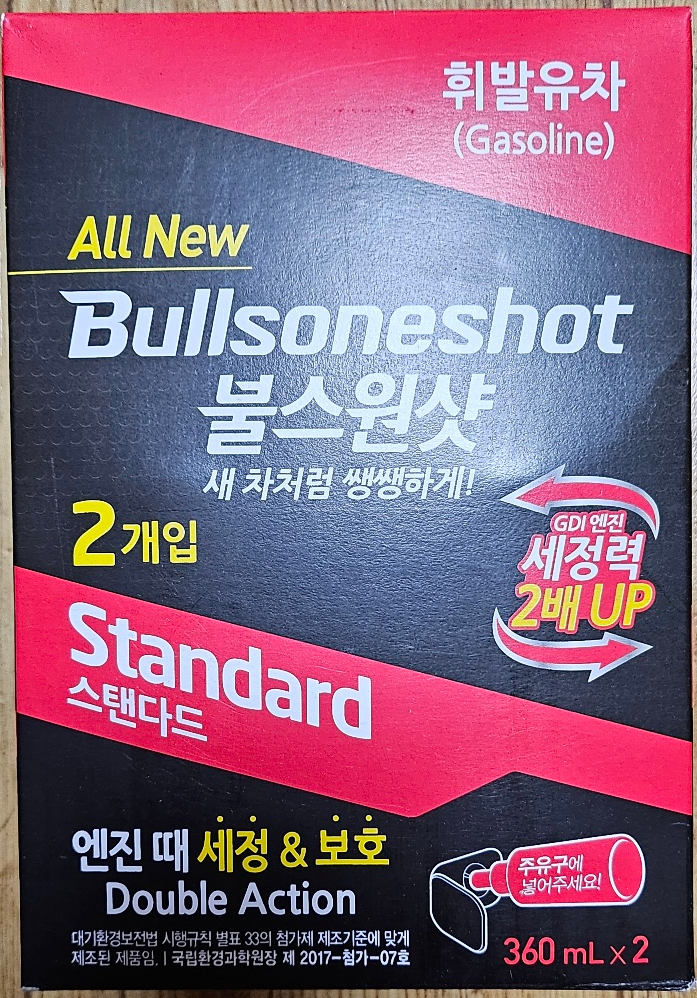 휘발유차
(Gasoline)
All New
Bullsoneshot
불스원샷
새 차처럼 쌩쌩하게!
2개입
GDI 엔진
세정력
2배 UP
Standard
스탠다드
엔진 때 세정 & 보호
Double Action
주유구에
넣어주세요!
대기환경보전법 시행규칙 별표 33의 첨가제 제조기준에 맞게
제조된 제품임. | 국립환경과학원장 제 2017-첨가-07호
360 mL x 2